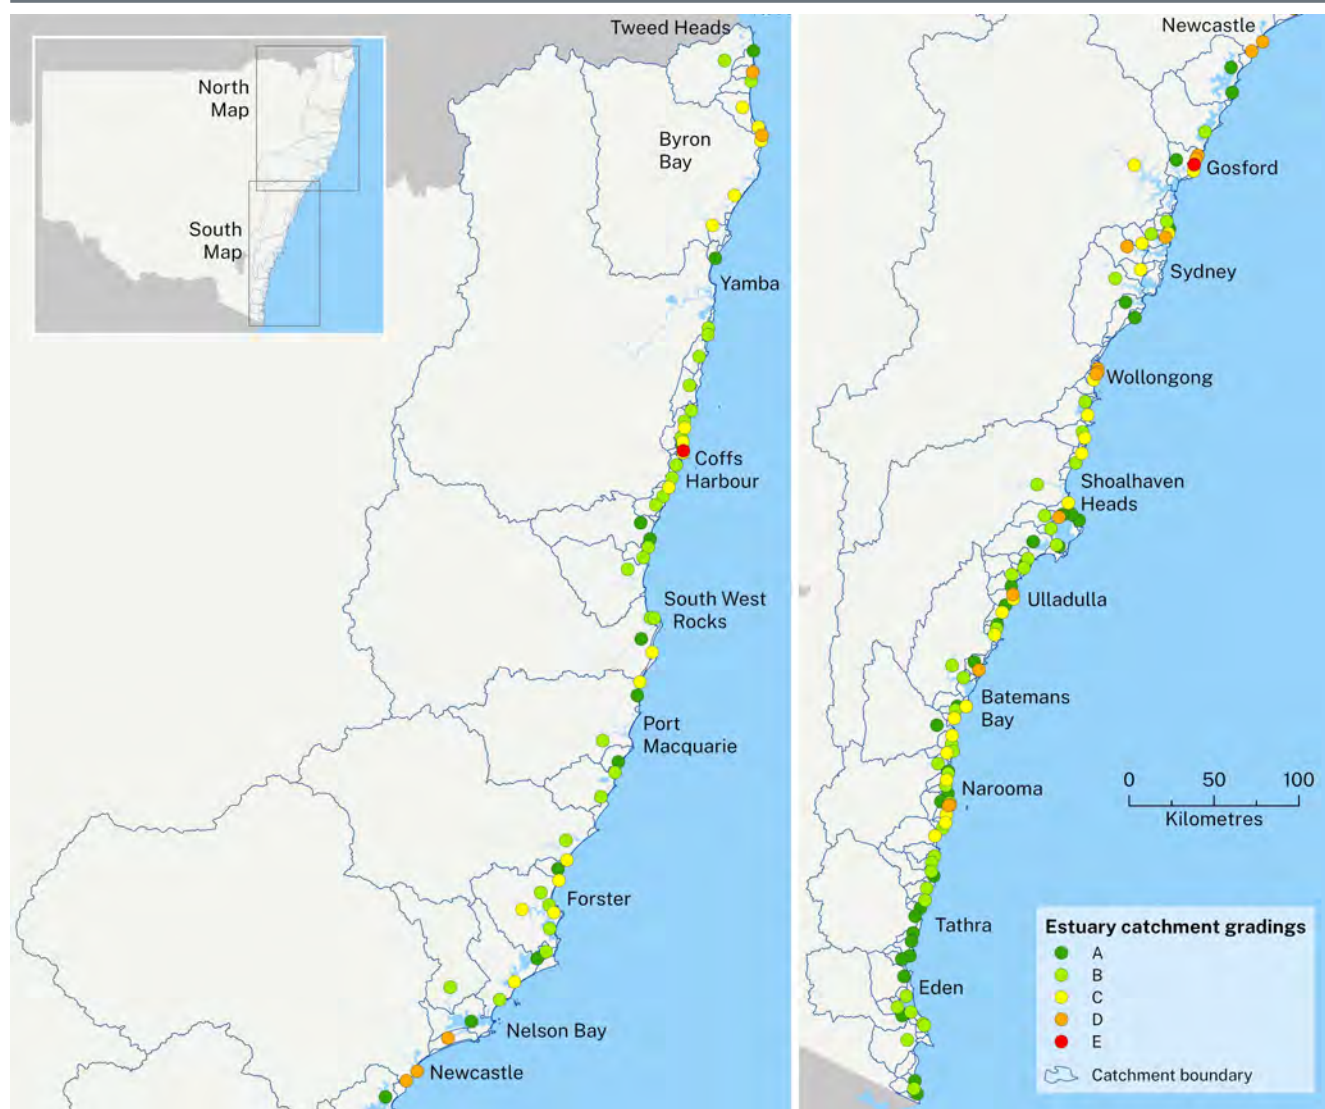 Tweed Heads
North
Map
South
Map
Byron
Bay
Yamba
Coffs
Harbour
South West
Rocks
Port
Macquarie
Forster
Nelson Bay
Newcastle
Newcastle
Gosford
Sydney
Wollongong
Shoalhaven
Heads
Ulladulla
Batemans
Bay
Narooma
0 50 100
Kilometres
Tathra
Eden
Estuary catchment gradings
A
B
C
D
E
Catchment boundary